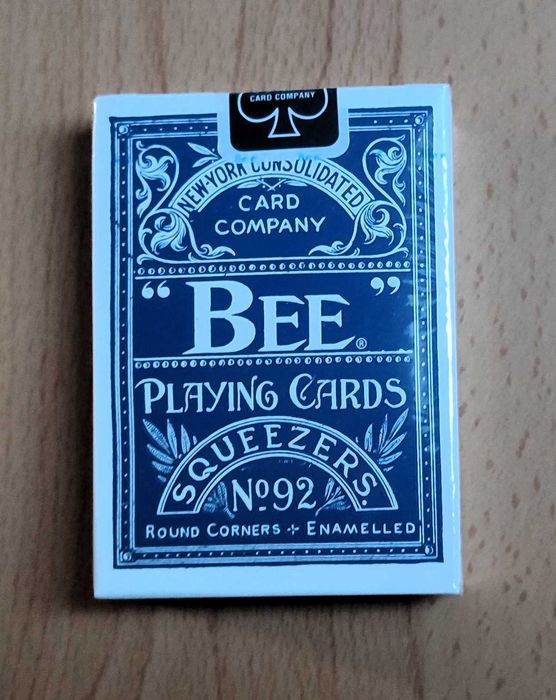 CARD COMPANY
NEW-YORK CONSOLIDATED
CARD
COMPANY
“BEE”®
PLAYING CARDS
SQUEEZERS.
No92
ROUND CORNERS + ENAMELLED